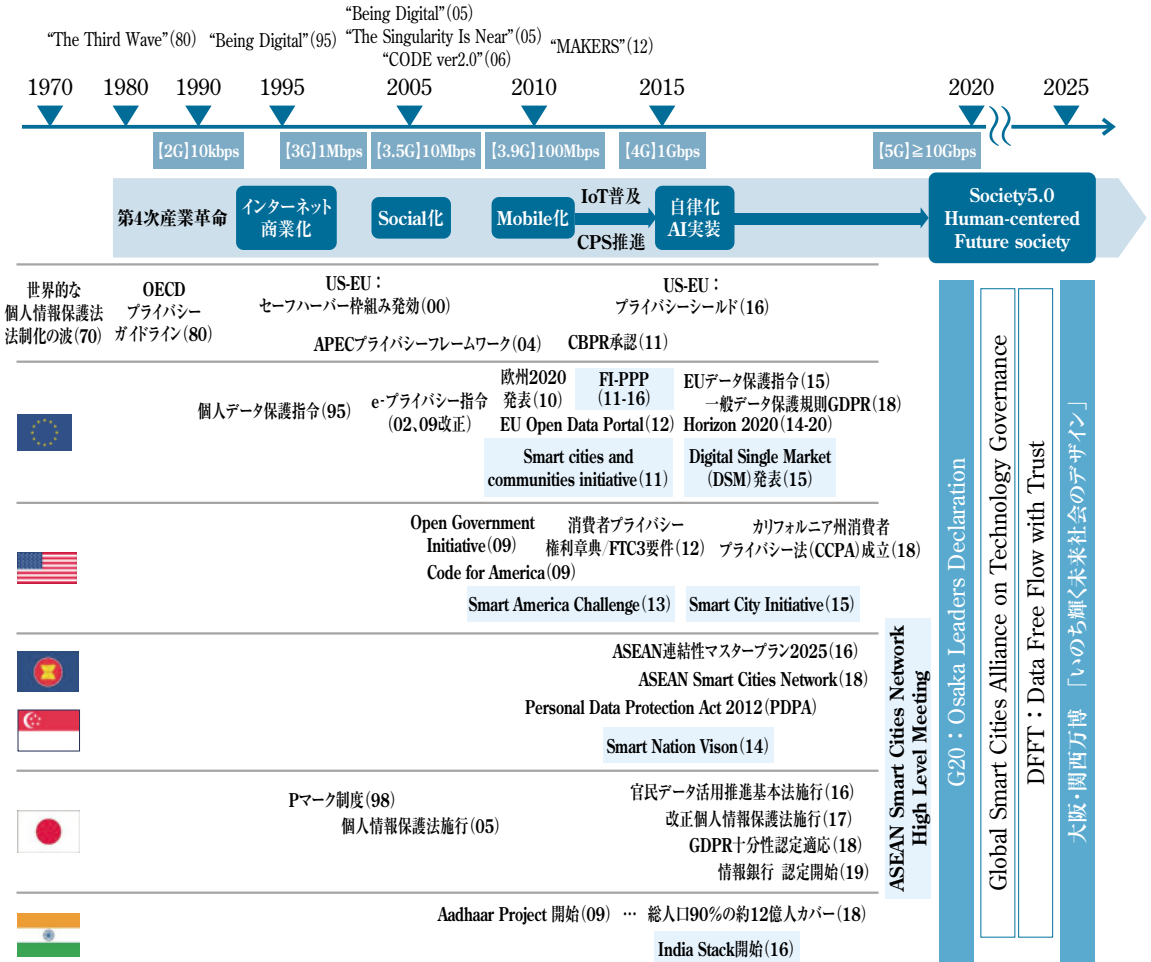 “Being Digital”(05)
“The Third Wave”(80) “Being Digital”(95) “The Singularity Is Near”(05)
“CODE ver2.0”(06)
“MAKERS”(12)
1970 1980 1990 1995 2005 2010 2015 2020 2025
【2G】10kbps 【3G】1Mbps 【3.5G】10Mbps 【3.9G】100Mbps 【4G】1Gbps 【5G】≧10Gbps
第4次産業革命
インターネット
商業化
Social化
Mobile化
IoT普及
CPS推進
自律化
AI実装
Society5.0
Human-centered
Future society
世界的な
個人情報保護法
法制化の波(70)
OECD
プライバシー
ガイドライン(80)
US-EU：
セーフハーバー枠組み発効(00)
US-EU：
プライバシーシールド(16)
APECプライバシーフレームワーク(04)
CBPR承認(11)
個人データ保護指令(95)
e-プライバシー指令
(02、09改正)
欧州2020
発表(10)
FI-PPP
(11-16)
EUデータ保護指令(15)
一般データ保護規則GDPR(18)
EU Open Data Portal(12)
Horizon 2020(14-20)
Smart cities and
communities initiative(11)
Digital Single Market
(DSM)発表(15)
Open Government
Initiative(09)
消費者プライバシー
権利章典/FTC3要件(12)
カリフォルニア州消費者
プライバシー法(CCPA)成立(18)
Code for America(09)
Smart America Challenge(13)
Smart City Initiative(15)
ASEAN連結性マスタープラン2025(16)
ASEAN Smart Cities Network(18)
Personal Data Protection Act 2012(PDPA)
Smart Nation Vison(14)
Pマーク制度(98)
個人情報保護法施行(05)
官民データ活用推進基本法施行(16)
改正個人情報保護法施行(17)
GDPR十分性認定適応(18)
情報銀行 認定開始(19)
Aadhaar Project 開始(09) … 総人口90%の約12億人カバー(18)
India Stack開始(16)
ASEAN Smart Cities Network
High Level Meeting
G20：Osaka Leaders Declaration
Global Smart Cities Alliance on Technology Governance
DFFT：Data Free Flow with Trust
大阪・関西万博 「いのち輝く未来社会のデザイン」